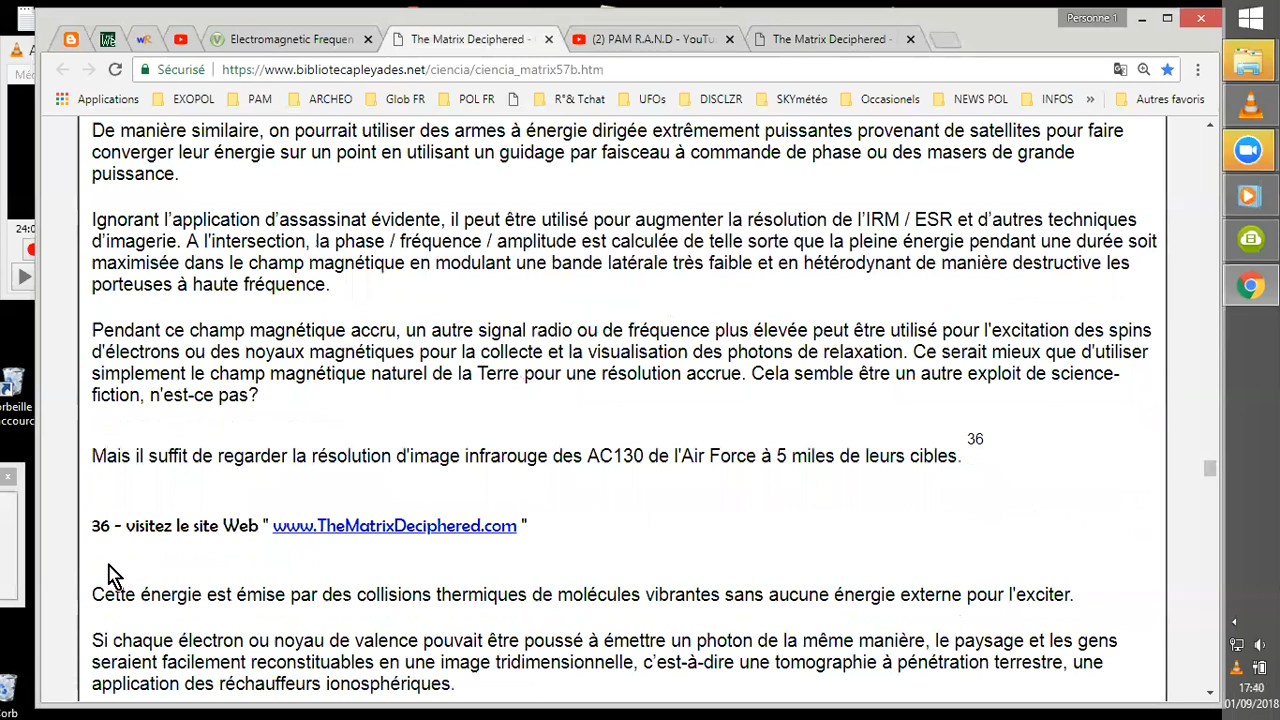 Personne 1
Electromagnetic Frequen
The Matrix Deciphered -
(2) PAM R.A.N.D - YouTu
The Matrix Deciphered -
Sécurisé
https://www.bibliotecapleyades.net/ciencia/ciencia_matrix57b.htm
Applications
EXOPOL
PAM
ARCHEO
Glob FR
POL FR
R°& Tchat
UFOs
DISCLZR
SKYmétéo
Occasionels
NEWS POL
INFOS
»
Autres favoris
De manière similaire, on pourrait utiliser des armes à énergie dirigée extrêmement puissantes provenant de satellites pour faire
converger leur énergie sur un point en utilisant un guidage par faisceau à commande de phase ou des masers de grande
puissance.
Ignorant l’application d’assassinat évidente, il peut être utilisé pour augmenter la résolution de l’IRM / ESR et d’autres techniques
d’imagerie. A l'intersection, la phase / fréquence / amplitude est calculée de telle sorte que la pleine énergie pendant une durée soit
maximisée dans le champ magnétique en modulant une bande latérale très faible et en hétérodynant de manière destructive les
porteuses à haute fréquence.
Pendant ce champ magnétique accru, un autre signal radio ou de fréquence plus élevée peut être utilisé pour l'excitation des spins
d'électrons ou des noyaux magnétiques pour la collecte et la visualisation des photons de relaxation. Ce serait mieux que d'utiliser
simplement le champ magnétique naturel de la Terre pour une résolution accrue. Cela semble être un autre exploit de science-
fiction, n'est-ce pas?
Mais il suffit de regarder la résolution d'image infrarouge des AC130 de l'Air Force à 5 miles de leurs cibles. 36
36 - visitez le site Web " www.TheMatrixDeciphered.com "
Cette énergie est émise par des collisions thermiques de molécules vibrantes sans aucune énergie externe pour l'exciter.
Si chaque électron ou noyau de valence pouvait être poussé à émettre un photon de la même manière, le paysage et les gens
seraient facilement reconstituables en une image tridimensionnelle, c’est-à-dire une tomographie à pénétration terrestre, une
application des réchauffeurs ionosphériques.
Méd
24:0
orbeille
accourc
Corb
17:40
01/09/2018